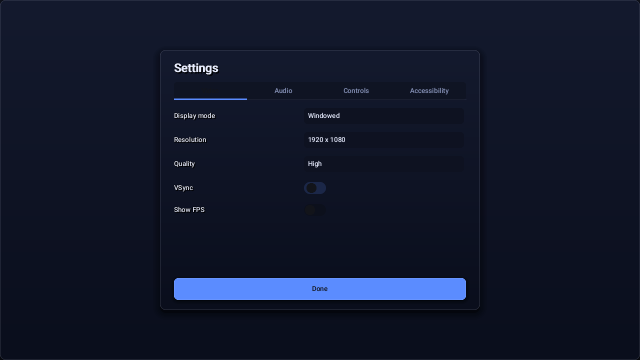 Settings
Audio Controls Accessibility
Display mode Windowed
Resolution 1920 x 1080
Quality High
VSync
Show FPS
Done